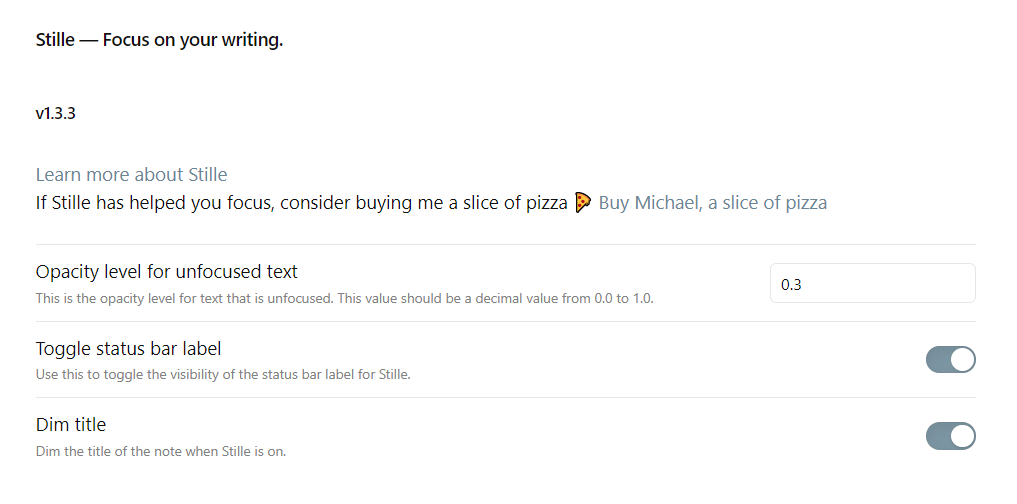 Stille — Focus on your writing.
v1.3.3
Learn more about Stille
If Stille has helped you focus, consider buying me a slice of pizza 🍕 Buy Michael, a slice of pizza
Opacity level for unfocused text
This is the opacity level for text that is unfocused. This value should be a decimal value from 0.0 to 1.0.
0.3
Toggle status bar label
Use this to toggle the visibility of the status bar label for Stille.
Dim title
Dim the title of the note when Stille is on.